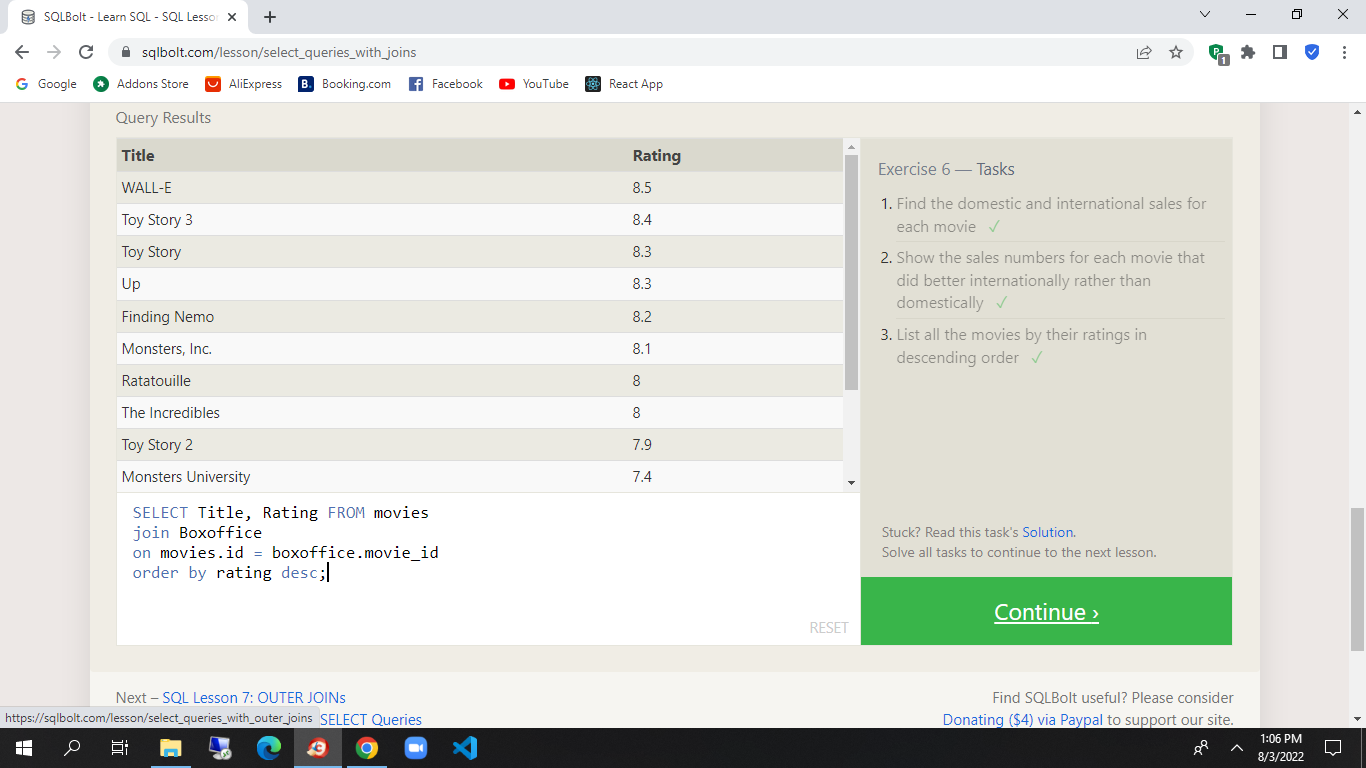 SQLBolt - Learn SQL - SQL Lesson
sqlbolt.com/lesson/select_queries_with_joins
1
Google Addons Store AliExpress Booking.com Facebook YouTube React App
Query Results
Title Rating
WALL-E 8.5
Toy Story 3 8.4
Toy Story 8.3
Up 8.3
Finding Nemo 8.2
Monsters, Inc. 8.1
Ratatouille 8
The Incredibles 8
Toy Story 2 7.9
Monsters University 7.4
SELECT Title, Rating FROM movies
join Boxoffice
on movies.id = boxoffice.movie_id
order by rating desc;
RESET
Exercise 6 — Tasks
1. Find the domestic and international sales for
each movie ✓
2. Show the sales numbers for each movie that
did better internationally rather than
domestically ✓
3. List all the movies by their ratings in
descending order ✓
Stuck? Read this task's Solution.
Solve all tasks to continue to the next lesson.
Continue ›
Next – SQL Lesson 7: OUTER JOINs
SELECT Queries
Find SQLBolt useful? Please consider
Donating ($4) via Paypal to support our site.
https://sqlbolt.com/lesson/select_queries_with_outer_joins
1:06 PM
8/3/2022